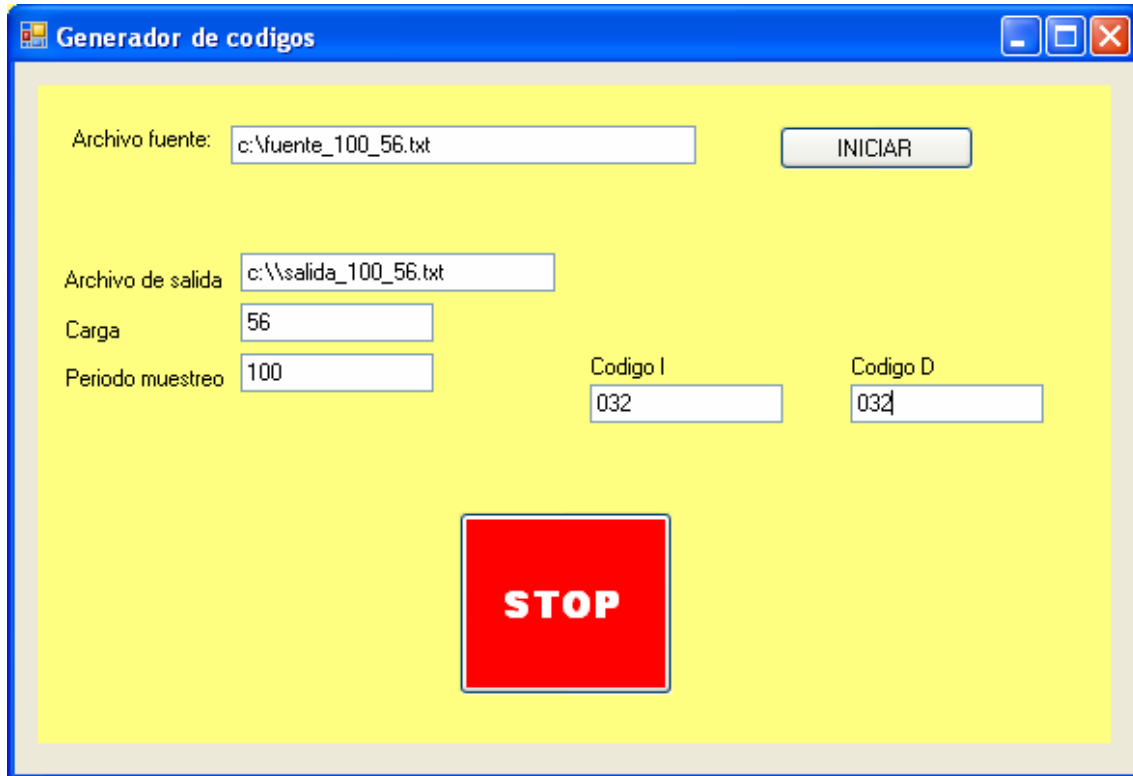 Generador de codigos
Archivo fuente: c:\fuente_100_56.txt INICIAR
Archivo de salida c:\\salida_100_56.txt
Carga 56
Periodo muestreo 100
Codigo I Codigo D
032 032
STOP